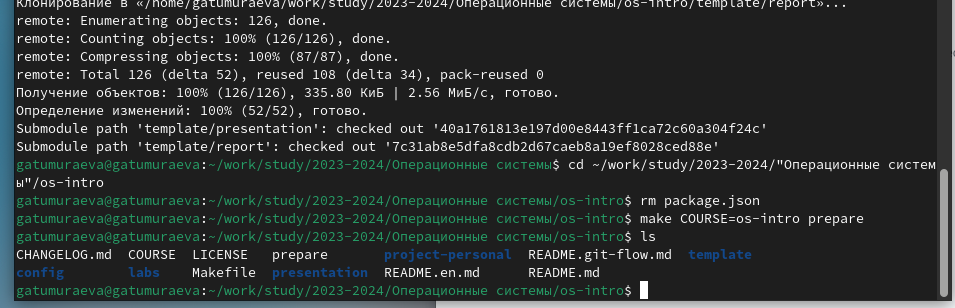 Клонирование в «/home/gatumuraeva/work/study/2023-2024/Операционные системы/os-intro/template/report»...
remote: Enumerating objects: 126, done.
remote: Counting objects: 100% (126/126), done.
remote: Compressing objects: 100% (87/87), done.
remote: Total 126 (delta 52), reused 108 (delta 34), pack-reused 0
Получение объектов: 100% (126/126), 335.80 КиБ | 2.56 МиБ/с, готово.
Определение изменений: 100% (52/52), готово.
Submodule path 'template/presentation': checked out '40a1761813e197d00e8443ff1ca72c60a304f24c'
Submodule path 'template/report': checked out '7c31ab8e5dfa8cdb2d67caeb8a19ef8028ced88e'
gatumuraeva@gatumuraeva:~/work/study/2023-2024/Операционные системы$ cd ~/work/study/2023-2024/"Операционные систем
ы"/os-intro
gatumuraeva@gatumuraeva:~/work/study/2023-2024/Операционные системы/os-intro$ rm package.json
gatumuraeva@gatumuraeva:~/work/study/2023-2024/Операционные системы/os-intro$ make COURSE=os-intro prepare
gatumuraeva@gatumuraeva:~/work/study/2023-2024/Операционные системы/os-intro$ ls
CHANGELOG.md COURSE LICENSE prepare project-personal README.git-flow.md template
config labs Makefile presentation README.en.md README.md
gatumuraeva@gatumuraeva:~/work/study/2023-2024/Операционные системы/os-intro$